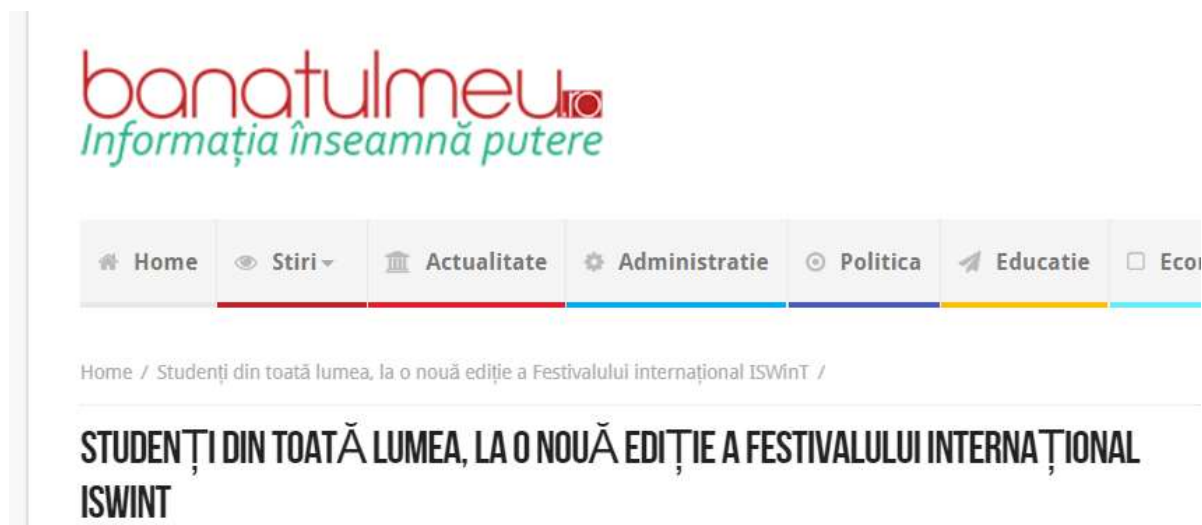 banatulmeu.ro
Informația înseamnă putere
Home Stiri Actualitate Administratie Politica Educatie
Home / Studenți din toată lumea, la o nouă ediție a Festivalului internațional ISWinT /
STUDENȚI DIN TOATĂ LUMEA, LA O NOUĂ EDIȚIE A FESTIVALULUI INTERNAȚIONAL
ISWINT